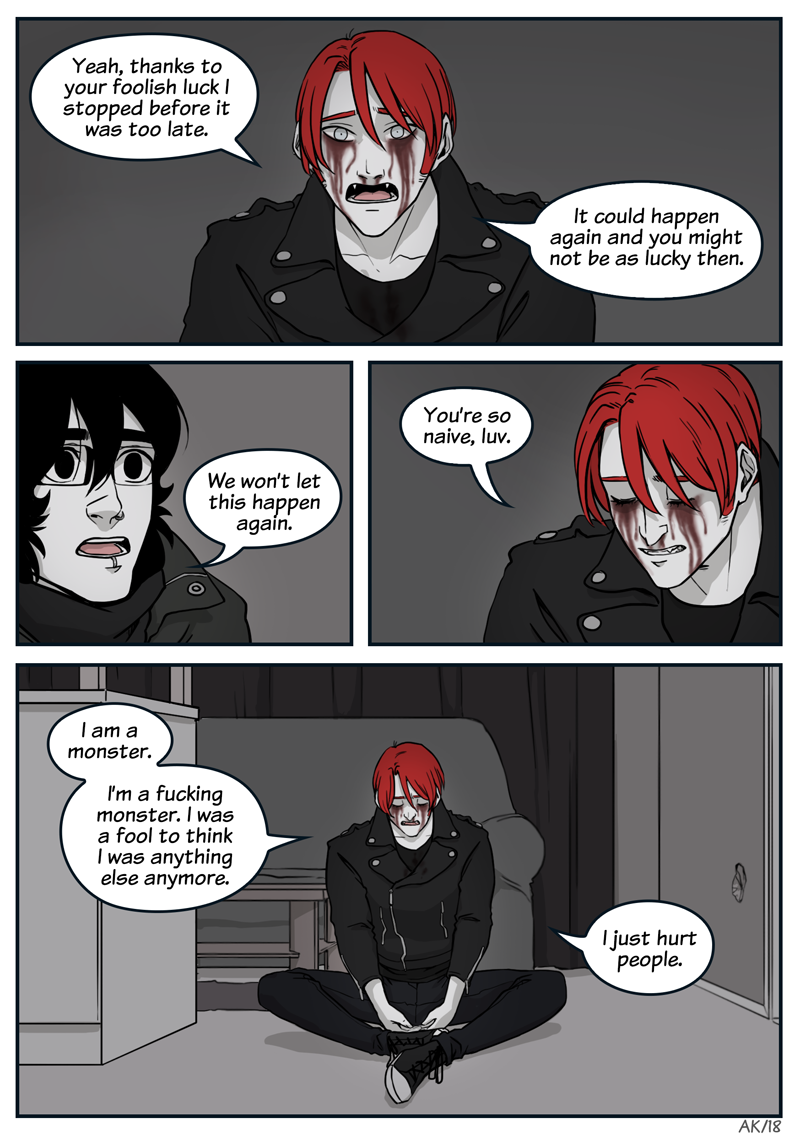 Yeah, thanks to
your foolish luck I
stopped before it
was too late.
It could happen
again and you might
not be as lucky then.
We won't let
this happen
again.
You're so
naive, luv.
I am a
monster.
I'm a fucking
monster. I was
a fool to think
I was anything
else anymore.
I just hurt
people.
AK/18